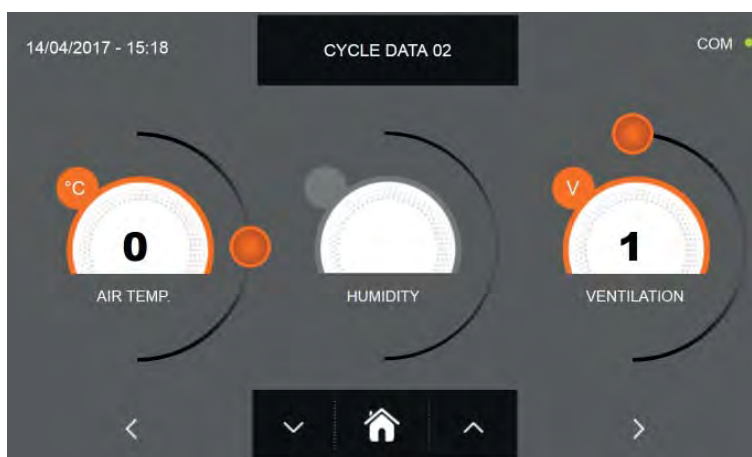 14/04/2017 - 15:18
CYCLE DATA 02
COM
°C
0
AIR TEMP.
HUMIDITY
V
1
VENTILATION